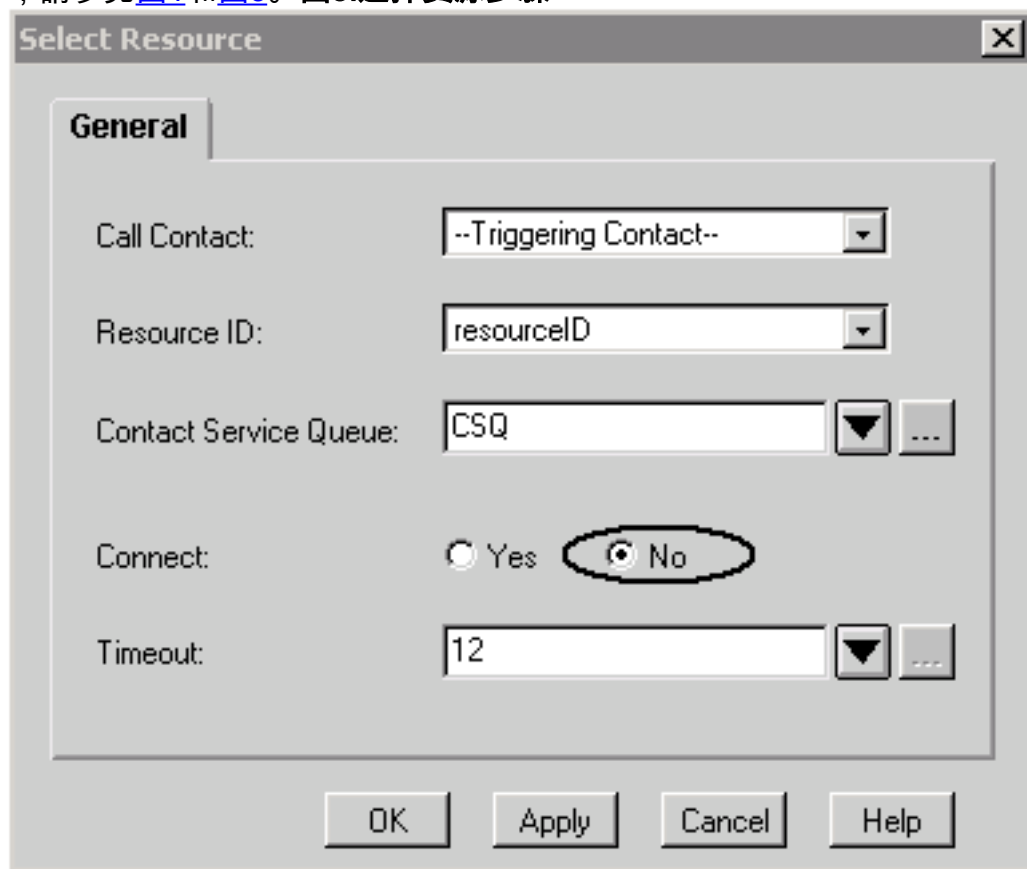 Select Resource
General
Call Contact: --Triggering Contact--
Resource ID: resourceID
Contact Service Queue: CSQ ...
Connect: Yes No
Timeout: 12 ...
OK Apply Cancel Help